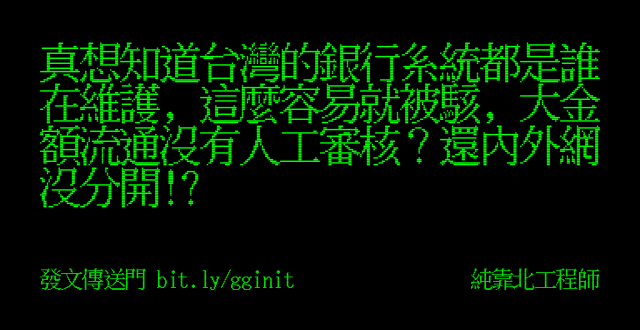 真想知道台灣的銀行系統都是誰
在維護, 這麼容易就被駭, 大金
額流通沒有人工審核？還內外網
沒分開!?
發文傳送門 bit.ly/gginit
純靠北工程師